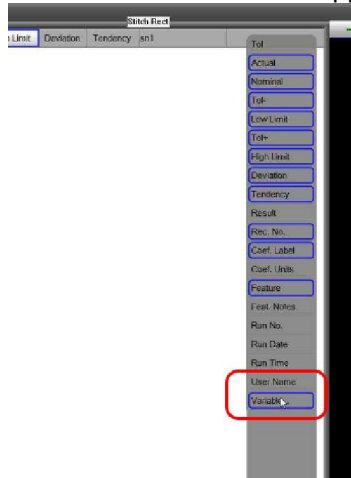 Stitch Rect
Limit Deviation Tendency sn1
Tol
Actual
Nominal
Tol-
Low Limit
Tol+
High Limit
Deviation
Tendency
Result
Rec. No.
Coef. Label
Coef. Units
Feature
Feat. Notes
Run No.
Run Date
Run Time
User Name
Variable